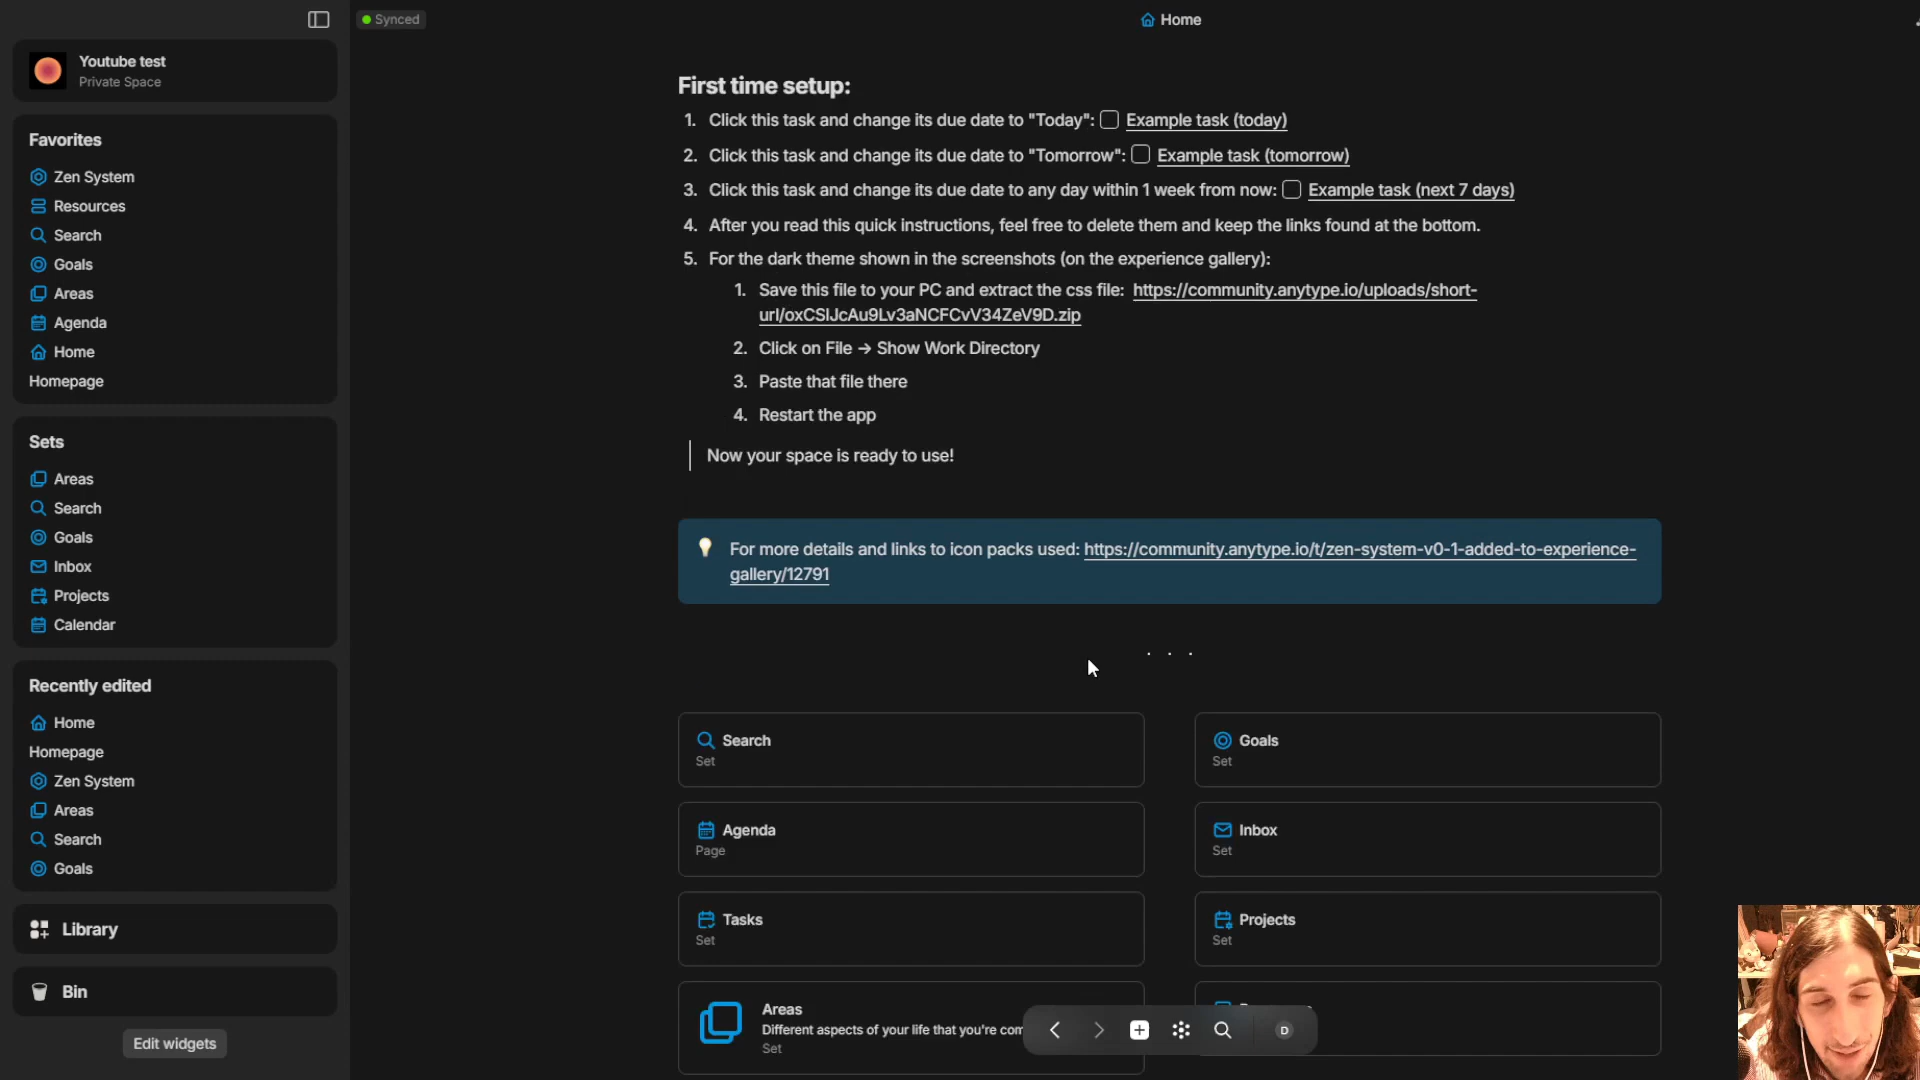 Synced
Home
Youtube test
Private Space
Favorites
Zen System
Resources
Search
Goals
Areas
Agenda
Home
Homepage
Sets
Areas
Search
Goals
Inbox
Projects
Calendar
Recently edited
Home
Homepage
Zen System
Areas
Search
Goals
Library
Bin
Edit widgets
First time setup:
1. Click this task and change its due date to "Today": Example task (today)
2. Click this task and change its due date to "Tomorrow": Example task (tomorrow)
3. Click this task and change its due date to any day within 1 week from now: Example task (next 7 days)
4. After you read this quick instructions, feel free to delete them and keep the links found at the bottom.
5. For the dark theme shown in the screenshots (on the experience gallery):
1. Save this file to your PC and extract the css file: https://community.anytype.io/uploads/short-
url/oxCSIJcAu9Lv3aNCFCvV34ZeV9D.zip
2. Click on File → Show Work Directory
3. Paste that file there
4. Restart the app
Now your space is ready to use!
For more details and links to icon packs used: https://community.anytype.io/t/zen-system-v0-1-added-to-experience-
gallery/12791
Search
Set
Goals
Set
Agenda
Page
Inbox
Set
Tasks
Set
Projects
Set
Areas
Different aspects of your life that you're com
Set
D